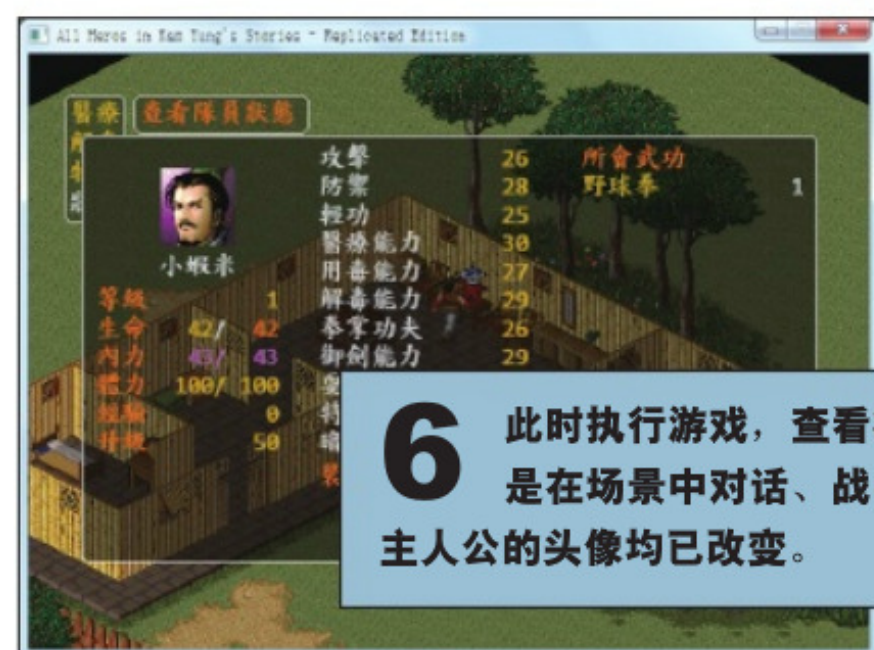 All Heros in Kam Yung's Stories - Replicated Edition
醫療
查看隊員狀態
小蝦米
等級 1
生命 42/ 42
內力 43/ 43
體力 100/ 100
經驗 0
升級 50
攻擊 26
防禦 28
輕功 25
醫療能力 30
用毒能力 27
解毒能力 29
拳掌功夫 26
御劍能力 29
所會武功
野球拳 1
6
此时执行游戏，查看
是在场景中对话、战
主人公的头像均已改变。